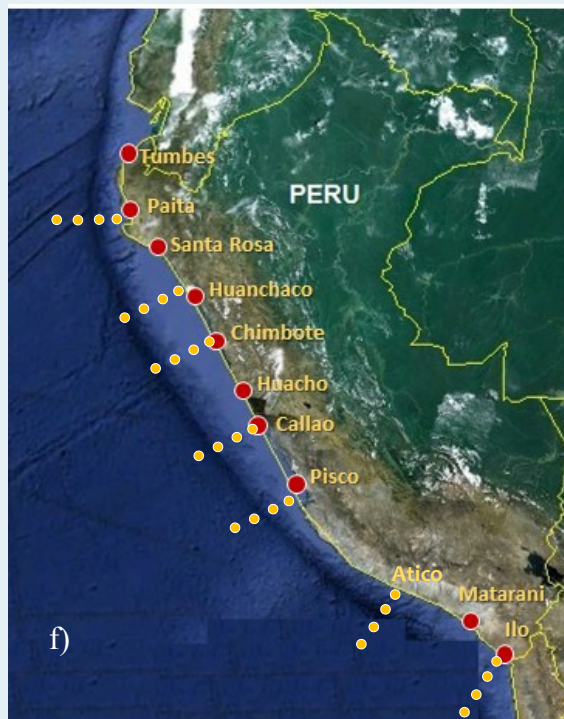 Tumbes
PERU
Paita
Santa Rosa
Huanchaco
Chimbote
Huacho
Callao
Pisco
Atico
Matarani
Ilo
f)